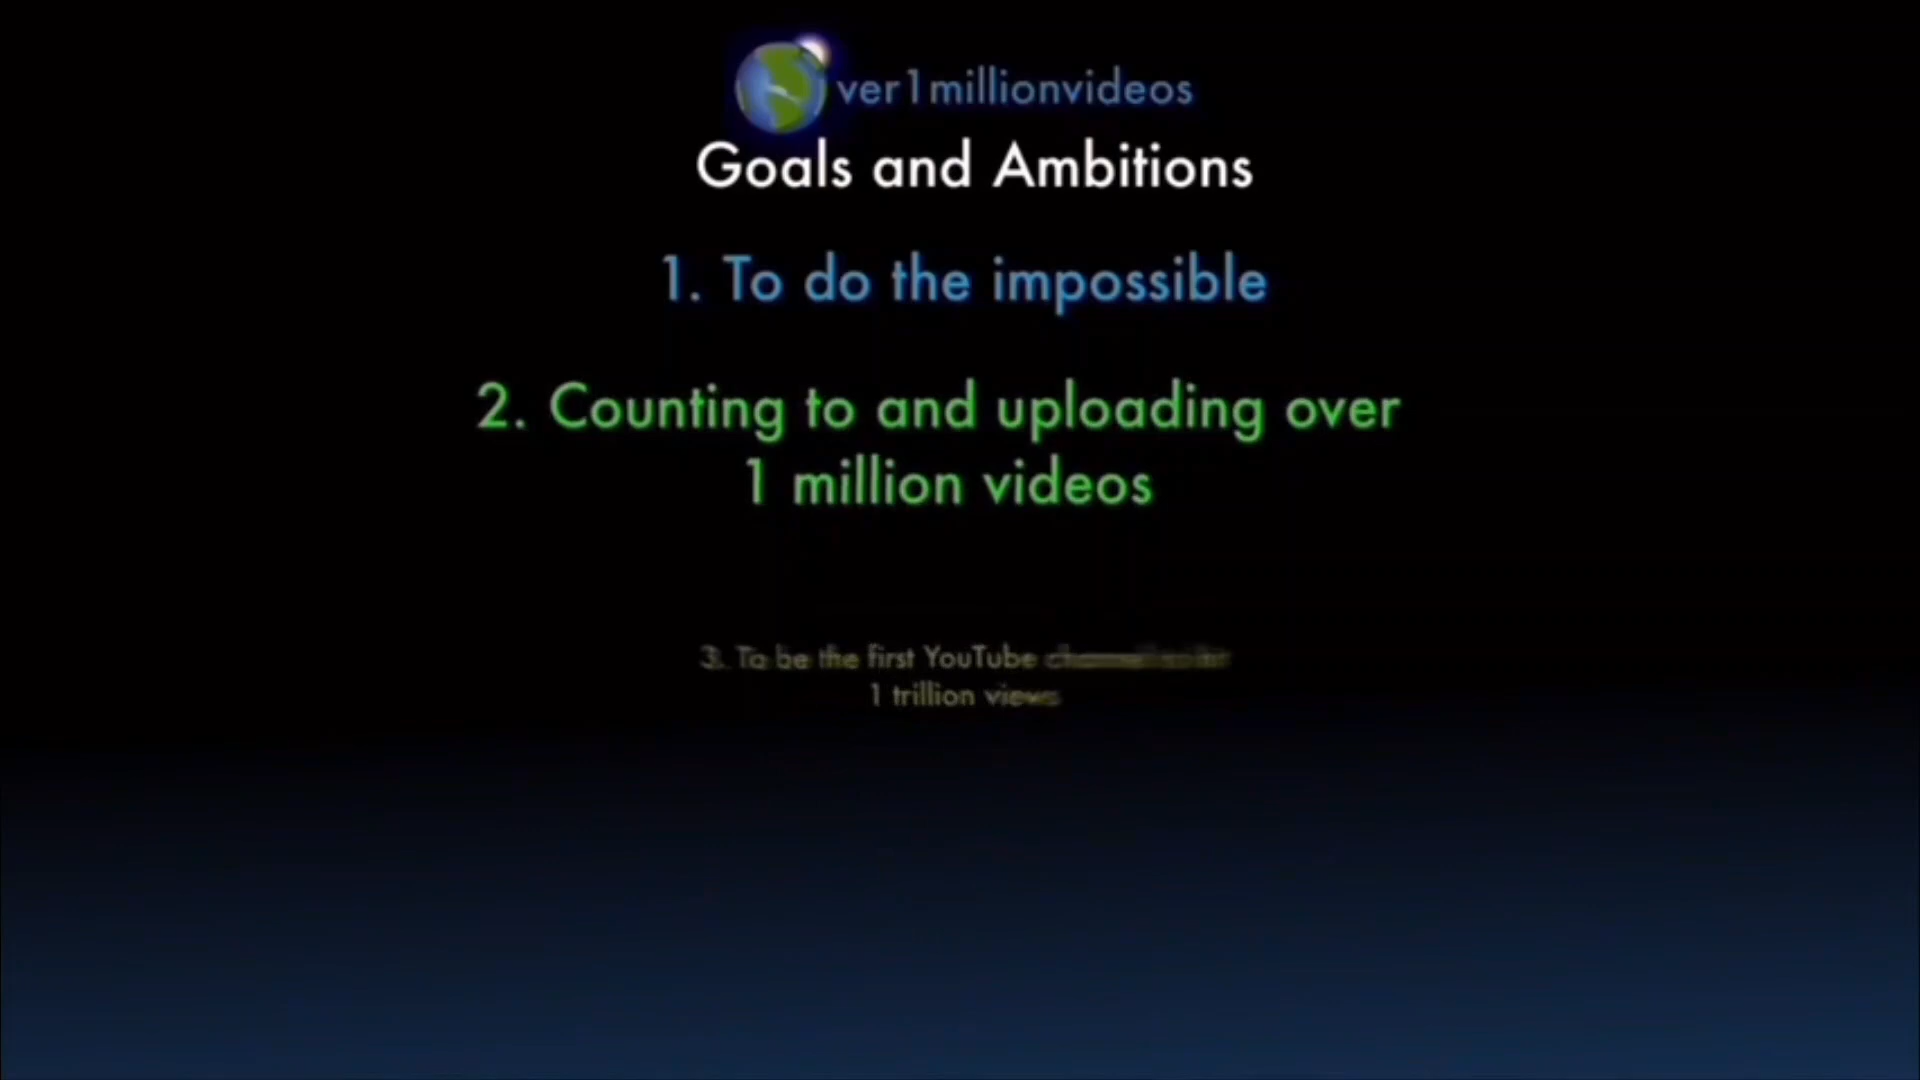 ver1millionvideos
Goals and Ambitions
1. To do the impossible
2. Counting to and uploading over
1 million videos
3. To be the first YouTube
1 trillion views